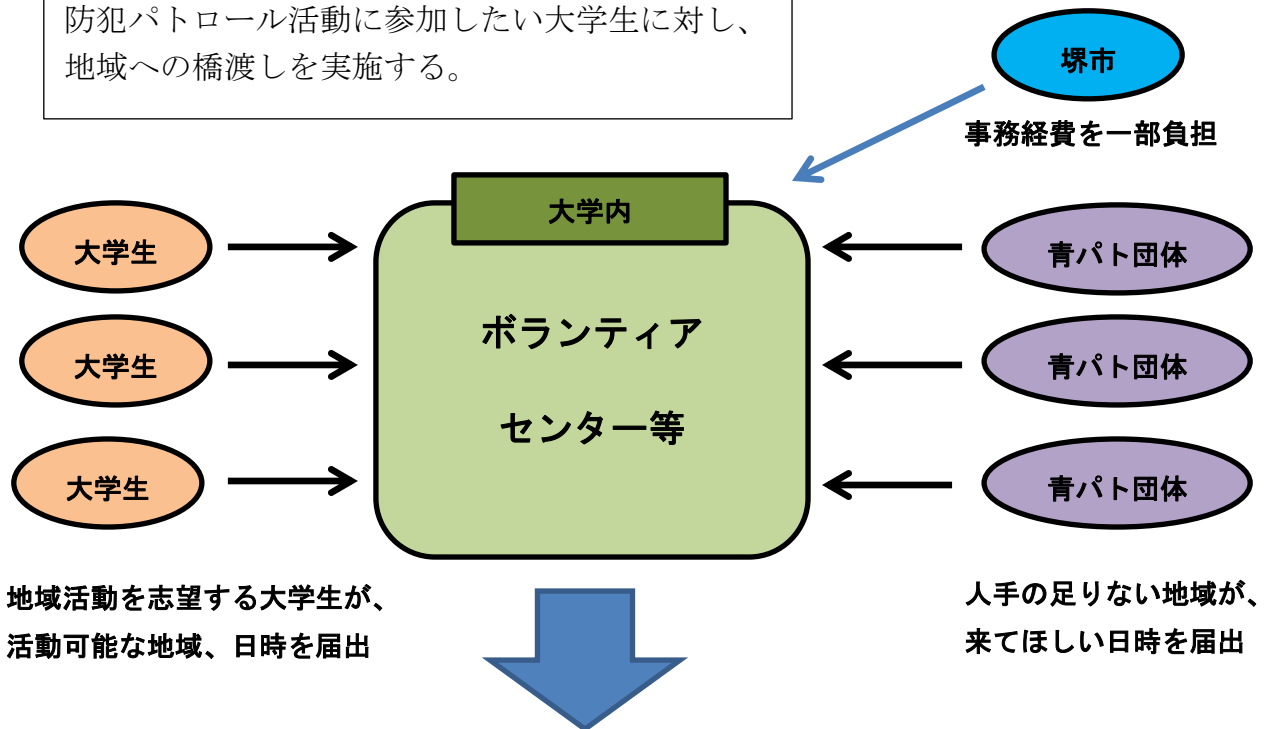 防犯パトロール活動に参加したい大学生に対し、
地域への橋渡しを実施する。
堺市
事務経費を一部負担
大学内
大学生
青パト団体
ボランティア
大学生
青パト団体
センター等
大学生
青パト団体
地域活動を志望する大学生が、
活動可能な地域、日時を届出
人手の足りない地域が、
来てほしい日時を届出